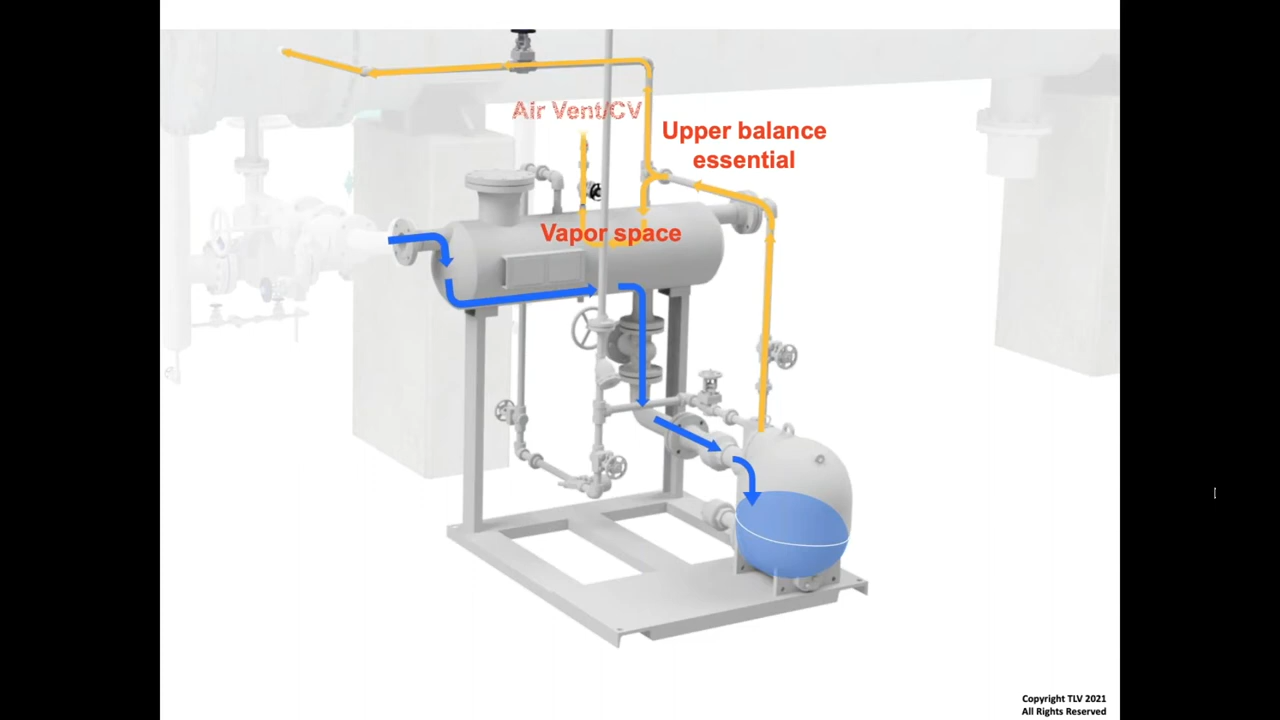 Air Vent/CV
Upper balance
essential
Vapor space
Copyright TLV 2021
All Rights Reserved